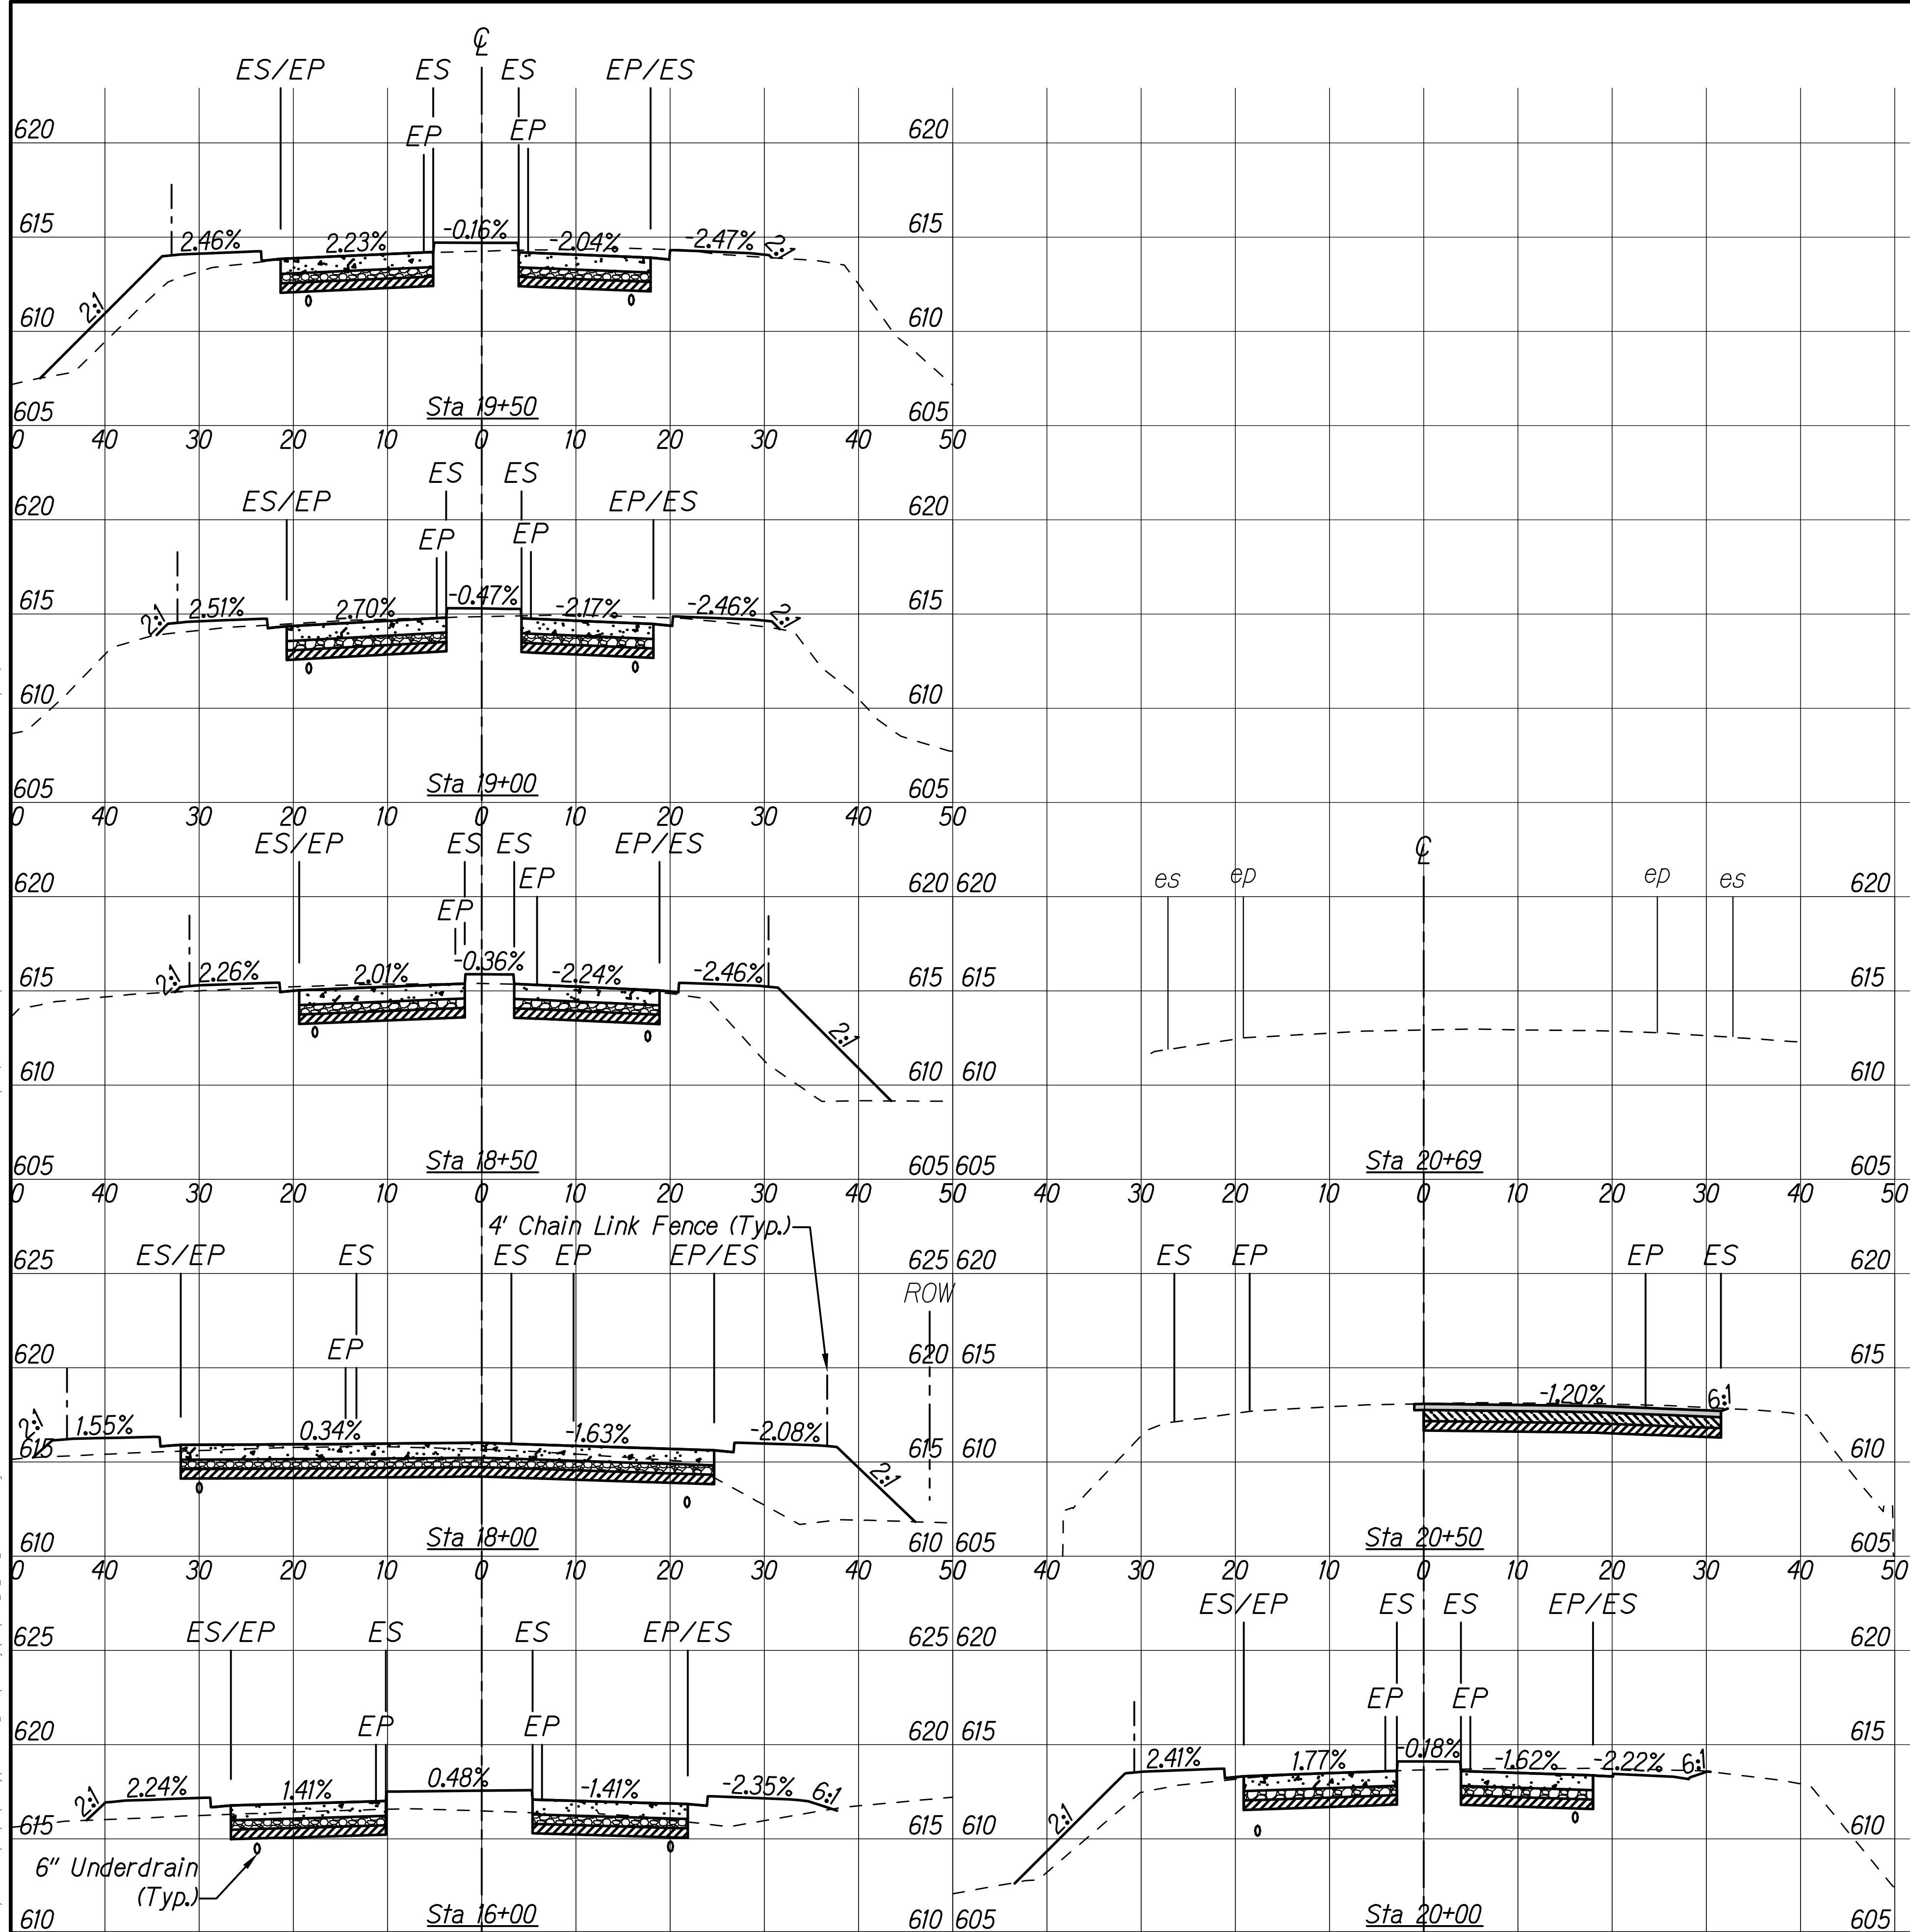 ℄
ES/EP ES ES EP/ES
EP EP
620 620
615 2.46% 2.23% -0.16% -2.04% -2.47% 2:1 615
2:1
610 610
Sta 19+50
605 605
0 40 30 20 10 0 10 20 30 40 50
ES ES
ES/EP EP/ES
620 620
EP EP
615 2:1 2.51% 2.70% -0.47% -2.17% -2.46% 2:1 615
610 610
Sta 19+00
605 605
0 40 30 20 10 0 10 20 30 40 50
ES/EP ES ES EP/ES
EP
620 620
EP
615 2:1 2.26% 2.01% -0.36% -2.24% -2.46% 615
2:1
610 610
Sta 18+50
605 605
0 40 30 20 10 0 10 20 30 40 50
4' Chain Link Fence (Typ.)
ES/EP ES ES EP EP/ES
625 625
ROW
EP
620 620
2:1 1.55% 0.34% -1.63% -2.08%
615 615
2:1
Sta 18+00
610 610
0 40 30 20 10 0 10 20 30 40 50
ES/EP ES ES EP/ES
625 625
EP EP
620 620
2:1 2.24% 1.41% 0.48% -1.41% -2.35% 6:1
615 615
6" Underdrain
(Typ.)
Sta 16+00
610 610
℄
es ep ep es
620 620
615 615
610 610
Sta 20+69
605 605
40 30 20 10 0 10 20 30 40 50
ES EP EP ES
620 620
615 615
-1.20% 6:1
610 610
Sta 20+50
605 605
40 30 20 10 0 10 20 30 40 50
ES/EP ES ES EP/ES
620 620
EP EP
615 615
2.41% 1.77% -0.18% -1.62% -2.22% 6:1
2:1
610 610
Sta 20+00
605 605